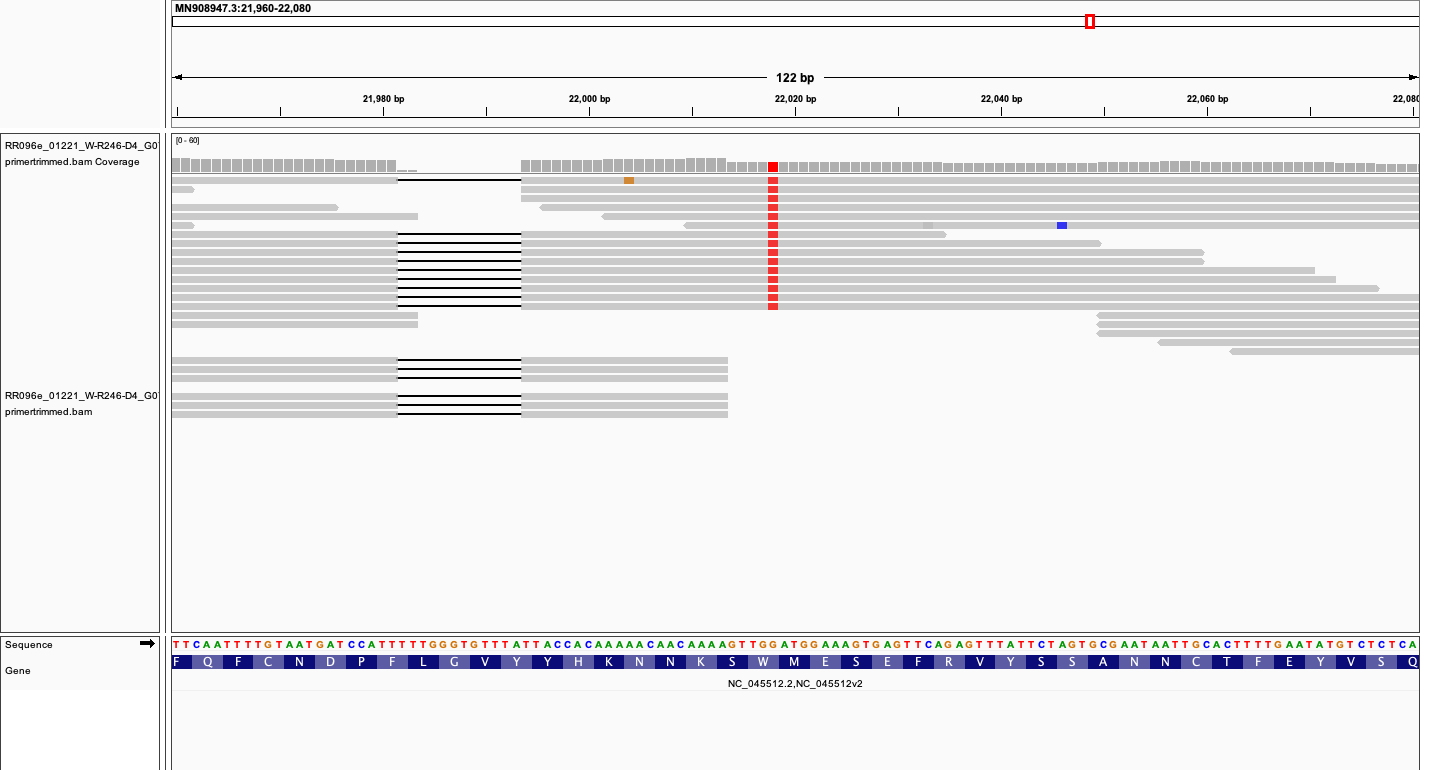 MN908947.3:21,960-22,080
122 bp
21,980 bp 22,000 bp 22,020 bp 22,040 bp 22,060 bp 22,080
RR096e_01221_W-R246-D4_G0
primertrimmed.bam Coverage
[0 - 60]
RR096e_01221_W-R246-D4_G0
primertrimmed.bam
Sequence
TTCAATTTTGTAATGATCCATTTTTGGGTGTTTATTACCACAAAAACAACAAAAGTTGGATGGAAAGTGAGTTCAGAGTTTATTCTAGTGCGAATAATTGCACTTTTGAATATGTCTCTCA
Gene
F Q F C N D P F L G V Y Y H K N N K S W M E S E F R V Y S S A N N C T F E Y V S Q
NC_045512.2,NC_045512v2